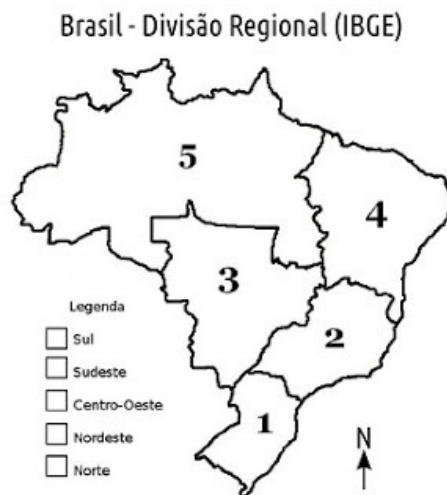 Brasil - Divisão Regional (IBGE)
5
4
3
2
1
Legenda
Sul
Sudeste
Centro-Oeste
Nordeste
Norte
N